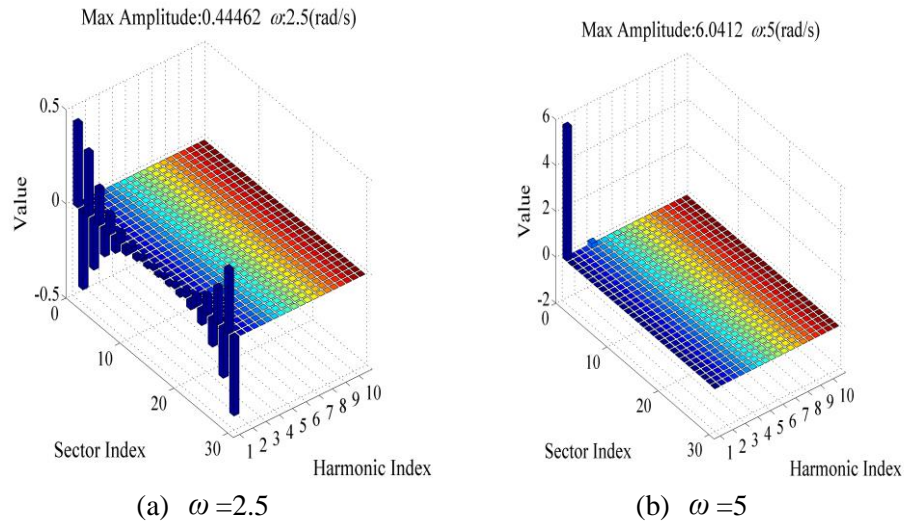 Max Amplitude:0.44462 ω:2.5(rad/s)
0.5
0
-0.5
Value
0
10
20
30
Sector Index
1 2 3 4 5 6 7 8 9 10
Harmonic Index
(a) ω =2.5
Max Amplitude:6.0412 ω:5(rad/s)
6
4
2
0
-2
Value
0
10
20
30
Sector Index
1 2 3 4 5 6 7 8 9 10
Harmonic Index
(b) ω =5